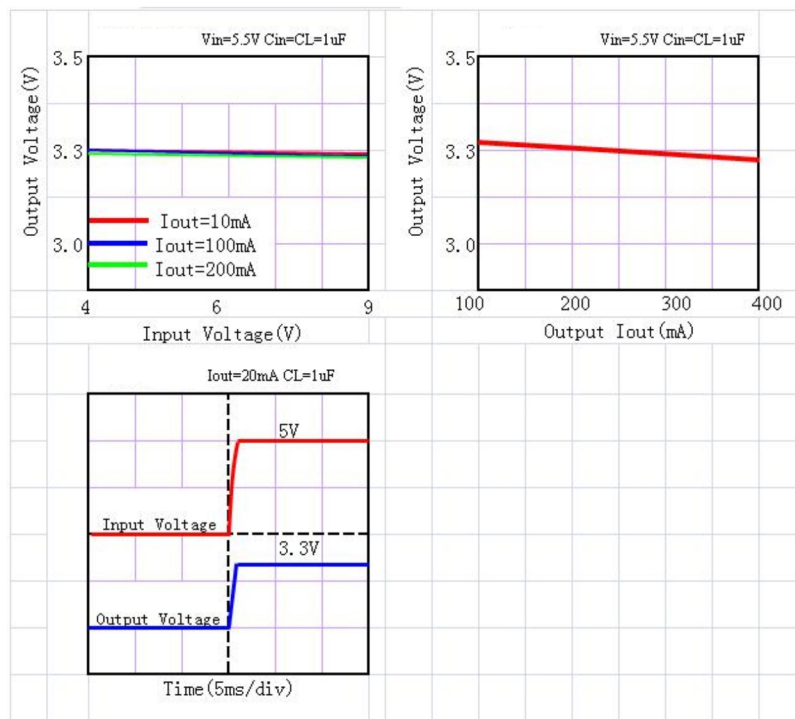 Vin=5.5V Cin=CL=1uF
3.5
3.3
3.0
Output Voltage(V)
Iout=10mA
Iout=100mA
Iout=200mA
4 6 9
Input Voltage(V)
Vin=5.5V Cin=CL=1uF
3.5
3.3
3.0
Output Voltage(V)
100 200 300 400
Output Iout(mA)
Iout=20mA CL=1uF
5V
Input Voltage
3.3V
Output Voltage
Time(5ms/div)